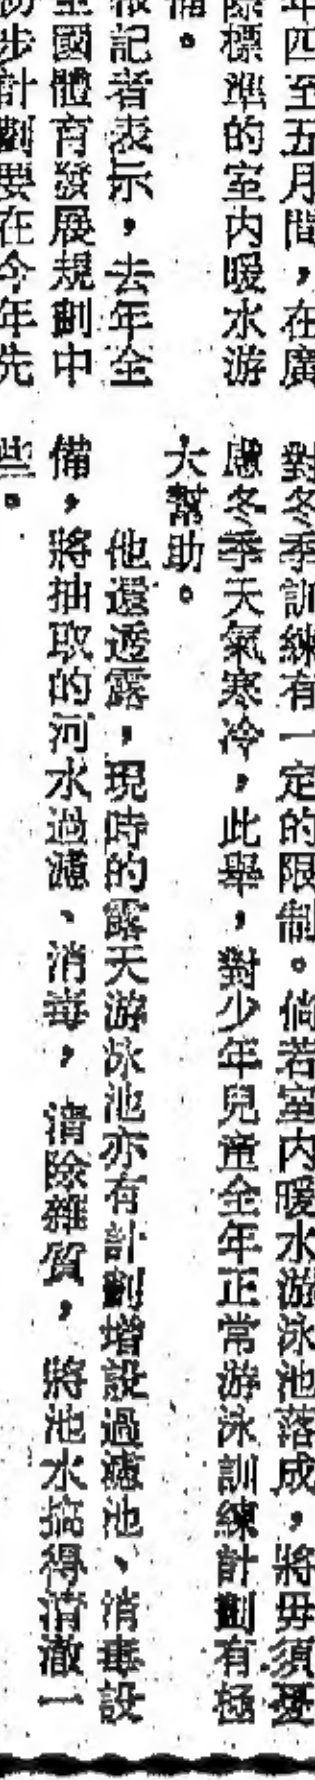 年四至五月間，在廣
際標準的室內暖水游
備。
報記者表示，去年全
全國體育發展規劃中
初步計劃要在今年先
對冬季訓練有一定的限制。倘若室內暖水游泳池落成，將毋須憂
慮冬季天氣寒冷，此舉，對少年兒童全年正常游泳訓練計劃有極
大幫助。
他還透露，現時的露天游泳池亦有計劃增設過濾池、消毒設
備，將抽取的河水過濾、消毒，清除雜質，將池水搞得清澈一
些。